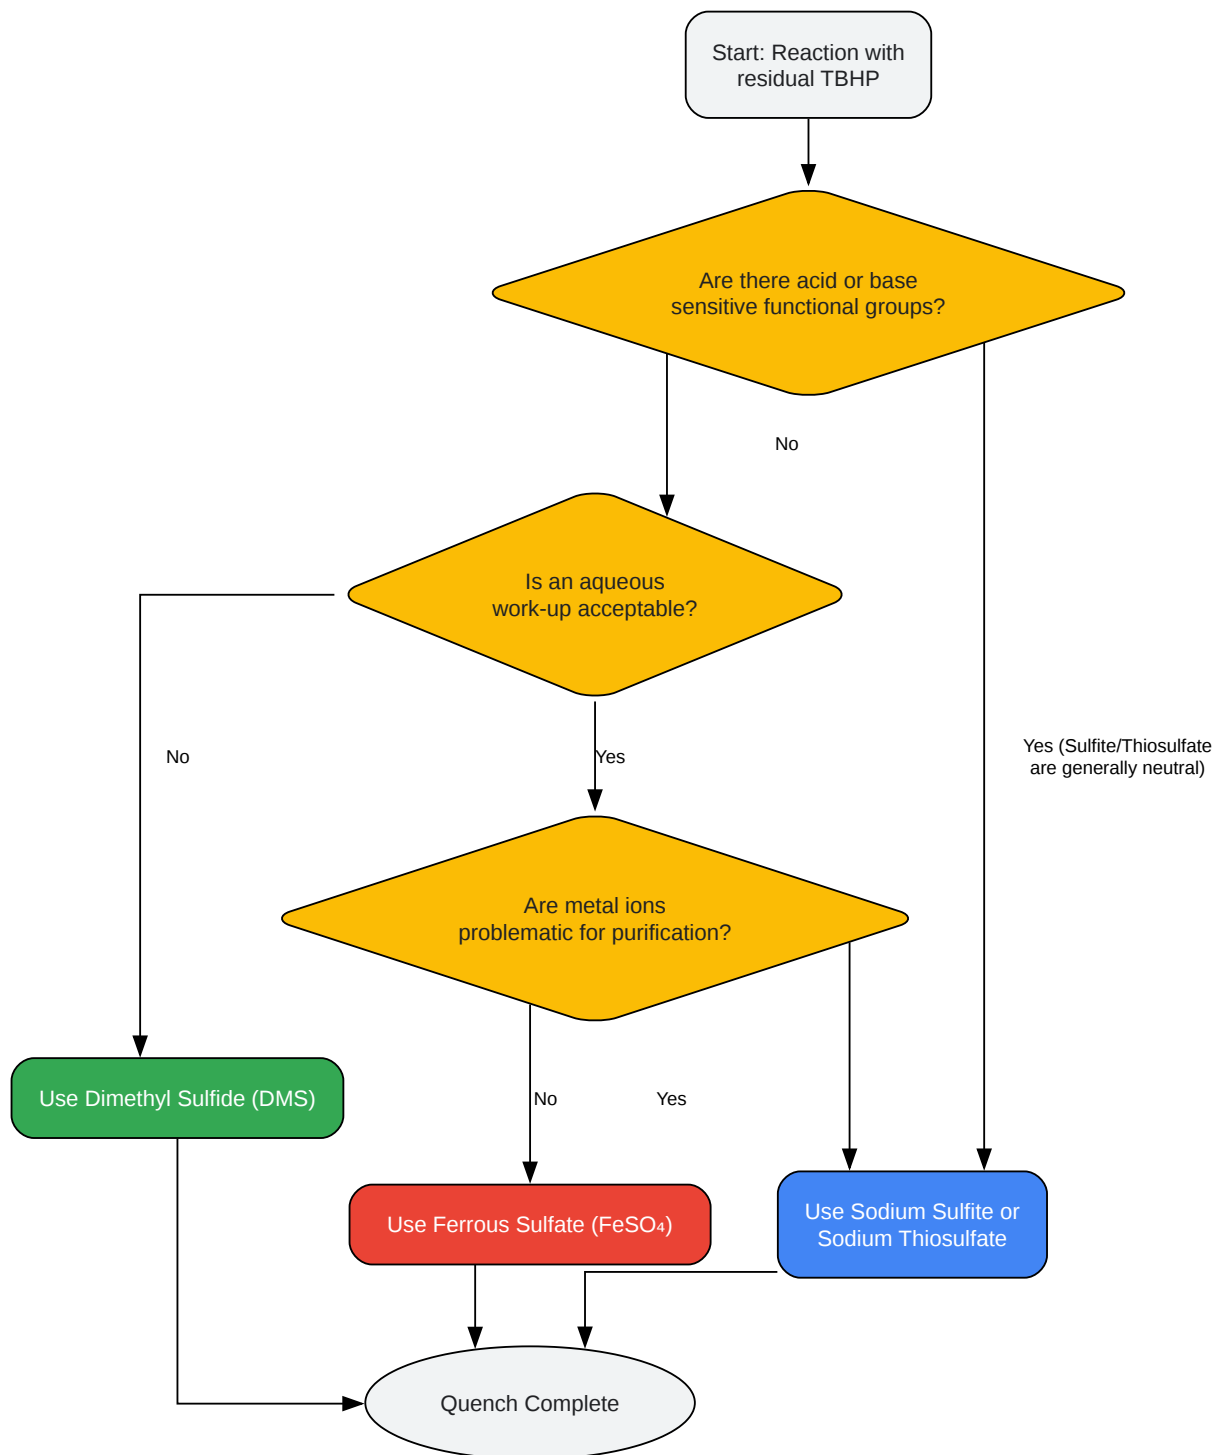 Start: Reaction with
residual TBHP
Are there acid or base
sensitive functional groups?
No
Is an aqueous
work-up acceptable?
No
Yes
Yes (Sulfite/Thiosulfate
are generally neutral)
Are metal ions
problematic for purification?
Use Dimethyl Sulfide (DMS)
No
Yes
Use Ferrous Sulfate (FeSO₄)
Use Sodium Sulfite or
Sodium Thiosulfate
Quench Complete